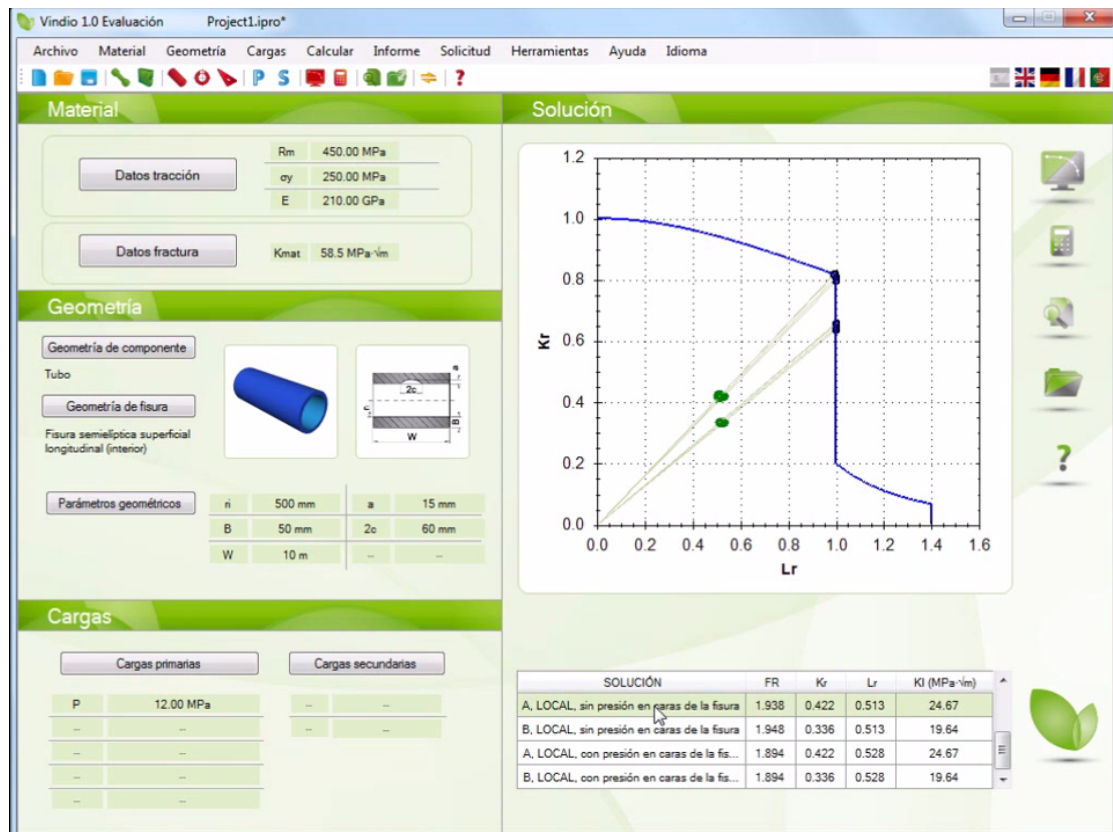 Vindio 1.0 Evaluación Project1.ipro*
Archivo Material Geometría Cargas Calcular Informe Solicitud Herramientas Ayuda Idioma
P S ?
Material
Datos tracción
Rm 450.00 MPa
σy 250.00 MPa
E 210.00 GPa
Datos fractura
Kmat 58.5 MPa·√m
Geometría
Geometría de componente
Tubo
Geometría de fisura
Fisura semielíptica superficial
longitudinal (interior)
a
2c
B
W
Parámetros geométricos
ri 500 mm a 15 mm
B 50 mm 2c 60 mm
W 10 m -- --
Cargas
Cargas primarias
Cargas secundarias
P 12.00 MPa -- --
-- -- -- --
-- --
-- --
-- --
Solución
1.2
1.0
0.8
0.6
0.4
0.2
0.0
Kr
0.0 0.2 0.4 0.6 0.8 1.0 1.2 1.4 1.6
Lr
?
SOLUCIÓN FR Kr Lr KI (MPa·√m)
A, LOCAL, sin presión en caras de la fisura 1.938 0.422 0.513 24.67
B, LOCAL, sin presión en caras de la fisura 1.948 0.336 0.513 19.64
A, LOCAL, con presión en caras de la fis... 1.894 0.422 0.528 24.67
B, LOCAL, con presión en caras de la fis... 1.894 0.336 0.528 19.64